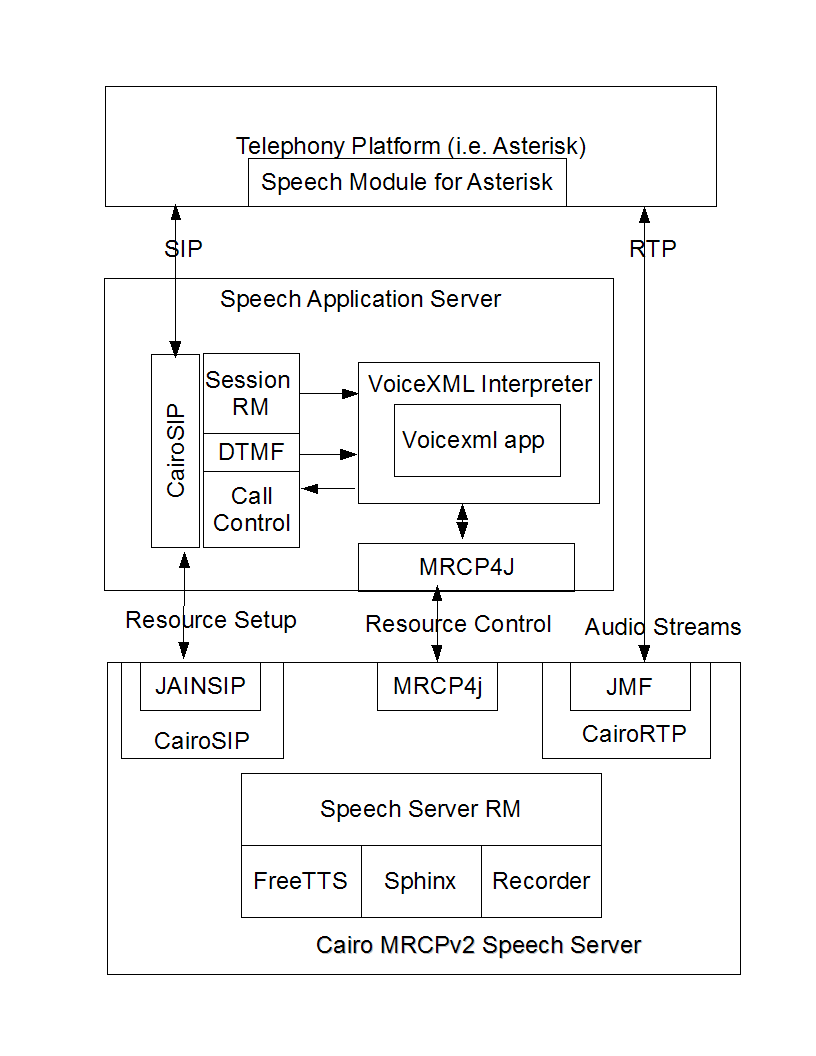 Telephony Platform (i.e. Asterisk)
Speech Module for Asterisk
SIP
RTP
Speech Application Server
CairoSIP
Session
RM
DTMF
Call
Control
VoiceXML Interpreter
Voicexml app
MRCP4J
Resource Setup
Resource Control
Audio Streams
JAINSIP
CairoSIP
MRCP4j
JMF
CairoRTP
Speech Server RM
FreeTTS
Sphinx
Recorder
Cairo MRCPv2 Speech Server